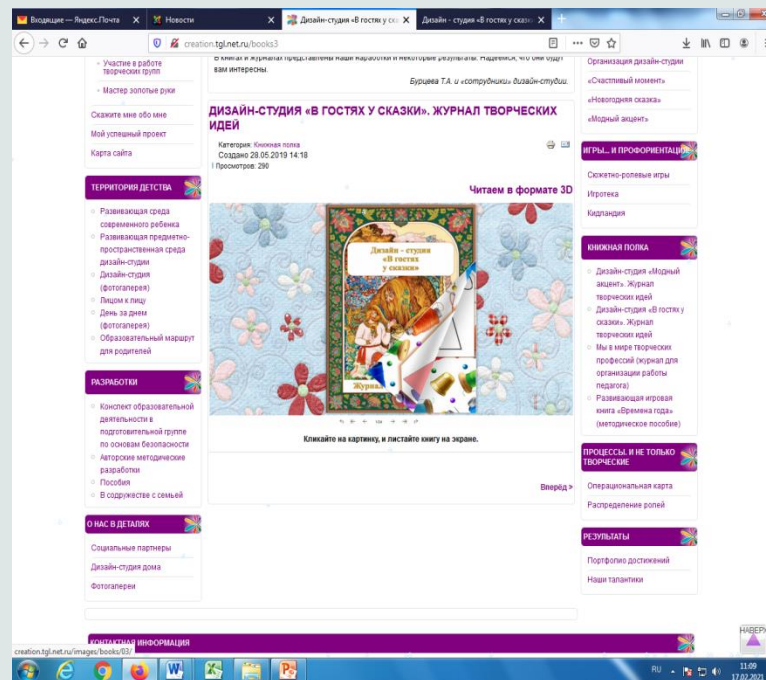 Входящие — Яндекс.Почта
Новости
Дизайн-студия «В гостях у ска
Дизайн - студия «В гостях у сказк
creation.tgl.net.ru/books3
Участие в работе
творческих групп
Мастер золотые руки
Скажите мне обо мне
Мой успешный проект
Карта сайта
ТЕРРИТОРИЯ ДЕТСТВА
Развивающая среда
современного ребенка
Развивающая предметно-
пространственная среда
дизайн-студии
Дизайн-студия
(фотогалерея)
Лицом к лицу
День за днем
(фотогалерея)
Образовательный маршрут
для родителей
РАЗРАБОТКИ
Конспект образовательной
деятельности в
подготовительной группе
по основам безопасности
Авторские методические
разработки
Пособия
В содружестве с семьей
О НАС В ДЕТАЛЯХ
Социальные партнеры
Дизайн-студия дома
Фотогалереи
В книгах и журналах представлены наши наработки и некоторые результаты. Надеемся, что они будут
вам интересны.
Бурцева Т.А. и «сотрудники» дизайн-студии.
ДИЗАЙН-СТУДИЯ «В ГОСТЯХ У СКАЗКИ». ЖУРНАЛ ТВОРЧЕСКИХ
ИДЕЙ
Категория: Книжная полка
Создано 28.05.2019 14:18
Просмотров: 290
Читаем в формате 3D
Дизайн - студия
«В гостях
у сказки»
Журнал
Кликайте на картинку, и листайте книгу на экране.
Вперёд >
Организация дизайн-студии
«Счастливый момент»
«Новогодняя сказка»
«Модный акцент»
ИГРЫ... И ПРОФОРИЕНТАЦИЯ
Сюжетно-ролевые игры
Игротека
Кидландия
КНИЖНАЯ ПОЛКА
Дизайн-студия «Модный
акцент». Журнал
творческих идей
Дизайн-студия «В гостях у
сказки». Журнал
творческих идей
Мы в мире творческих
профессий (журнал для
организации работы
педагога)
Развивающая игровая
книга «Времена года»
(методическое пособие)
ПРОЦЕССЫ. И НЕ ТОЛЬКО
ТВОРЧЕСКИЕ
Операциональная карта
Распределение ролей
РЕЗУЛЬТАТЫ
Портфолио достижений
Наши талантики
НАВЕРХ
КОНТАКТНАЯ ИНФОРМАЦИЯ
creation.tgl.net.ru/images/books/03/
RU
11:09
17.02.2021